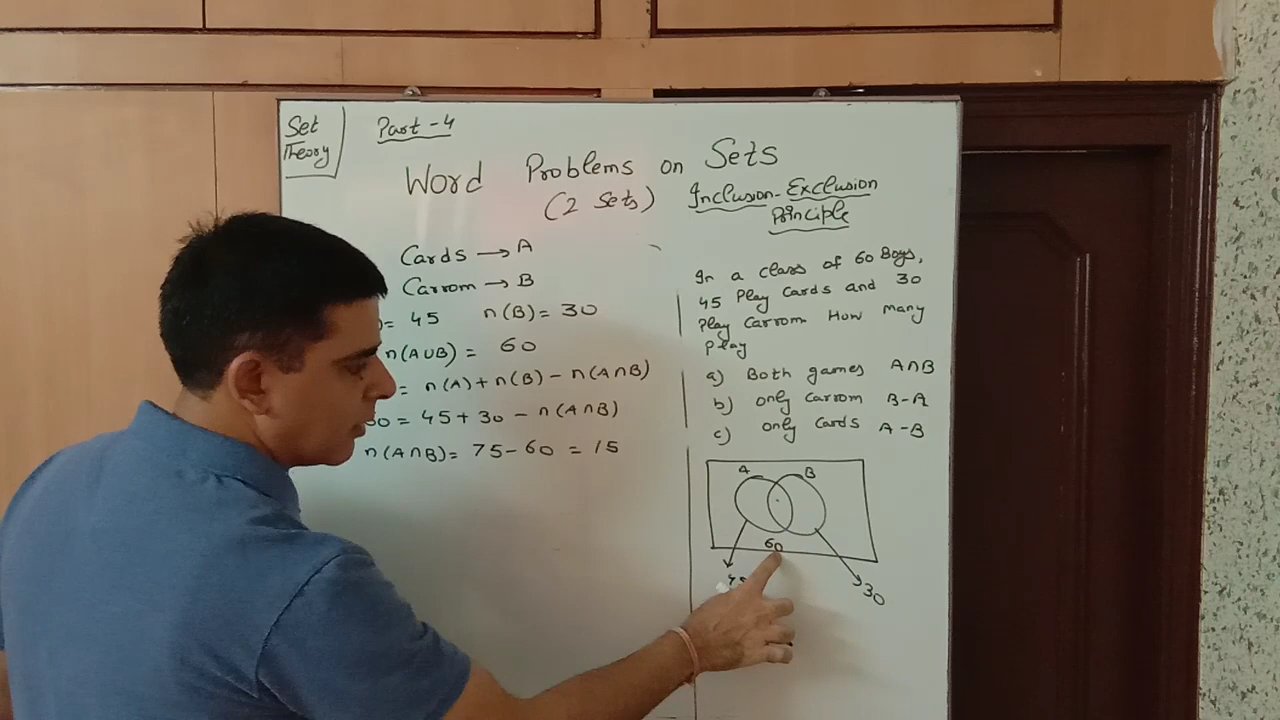 Set
Theory
Part - 4
Word Problems on Sets
(2 Sets)
Inclusion - Exclusion
Principle
Cards → A
Carrom → B
= 45 n(B) = 30
n(A∪B) = 60
= n(A) + n(B) - n(A∩B)
60 = 45 + 30 - n(A∩B)
n(A∩B) = 75 - 60 = 15
In a class of 60 Boys,
45 Play Cards and 30
Play Carrom How many
Play
a) Both games A∩B
b) only Carrom B-A
c) only Cards A-B
A B
60
45
30